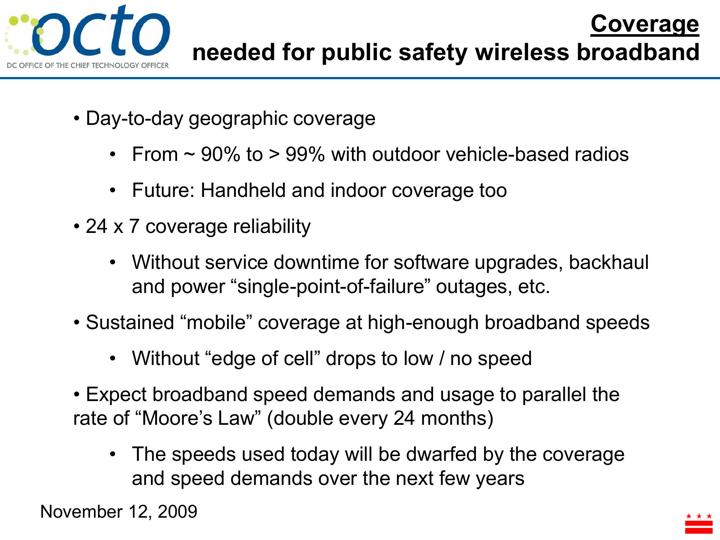 octo
DC OFFICE OF THE CHIEF TECHNOLOGY OFFICER
Coverage
needed for public safety wireless broadband
• Day-to-day geographic coverage
• From ~ 90% to > 99% with outdoor vehicle-based radios
• Future: Handheld and indoor coverage too
• 24 x 7 coverage reliability
• Without service downtime for software upgrades, backhaul
and power “single-point-of-failure” outages, etc.
• Sustained “mobile” coverage at high-enough broadband speeds
• Without “edge of cell” drops to low / no speed
• Expect broadband speed demands and usage to parallel the
rate of “Moore’s Law” (double every 24 months)
• The speeds used today will be dwarfed by the coverage
and speed demands over the next few years
November 12, 2009